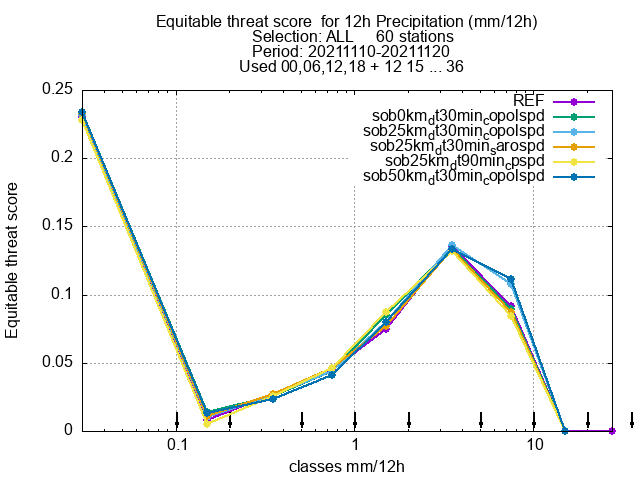 Equitable threat score  for 12h Precipitation (mm/12h)
Selection: ALL     60 stations
Period: 20211110-20211120
Used 00,06,12,18 + 12 15 ... 36
REF
sob0km_dt30min_copolspd
sob25km_dt30min_copolspd
sob25km_dt30min_sarospd
sob25km_dt90min_cpspd
sob50km_dt30min_copolspd
0.25
0.2
0.15
0.1
0.05
0
Equitable threat score
0.1
1
10
classes mm/12h